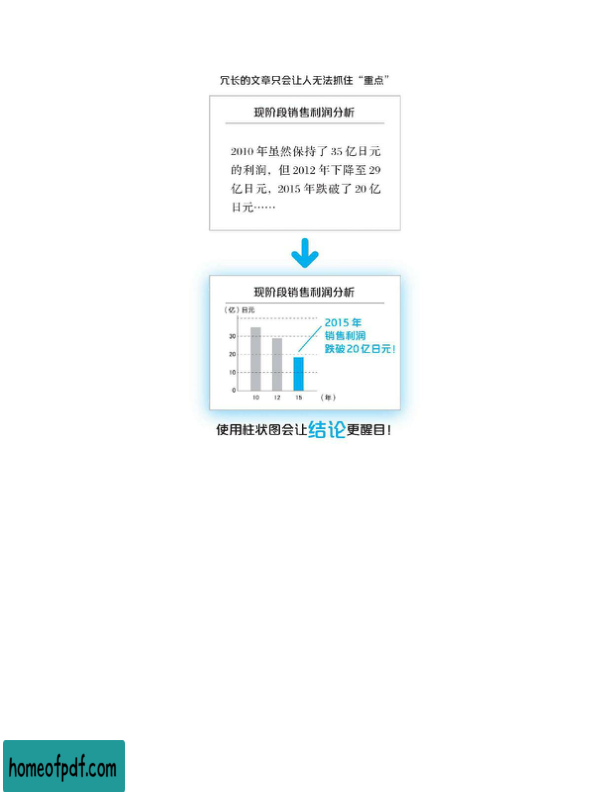 冗长的文章只会让人无法抓住“重点”
现阶段销售利润分析
2010 年虽然保持了 35 亿日元
的利润，但 2012 年下降至 29
亿日元，2015 年跌破了 20 亿
日元……
现阶段销售利润分析
（亿）日元
30
20
10
0
10 12 15 （年）
2015 年
销售利润
跌破 20 亿日元！
使用柱状图会让结论更醒目！
homeofpdf.com